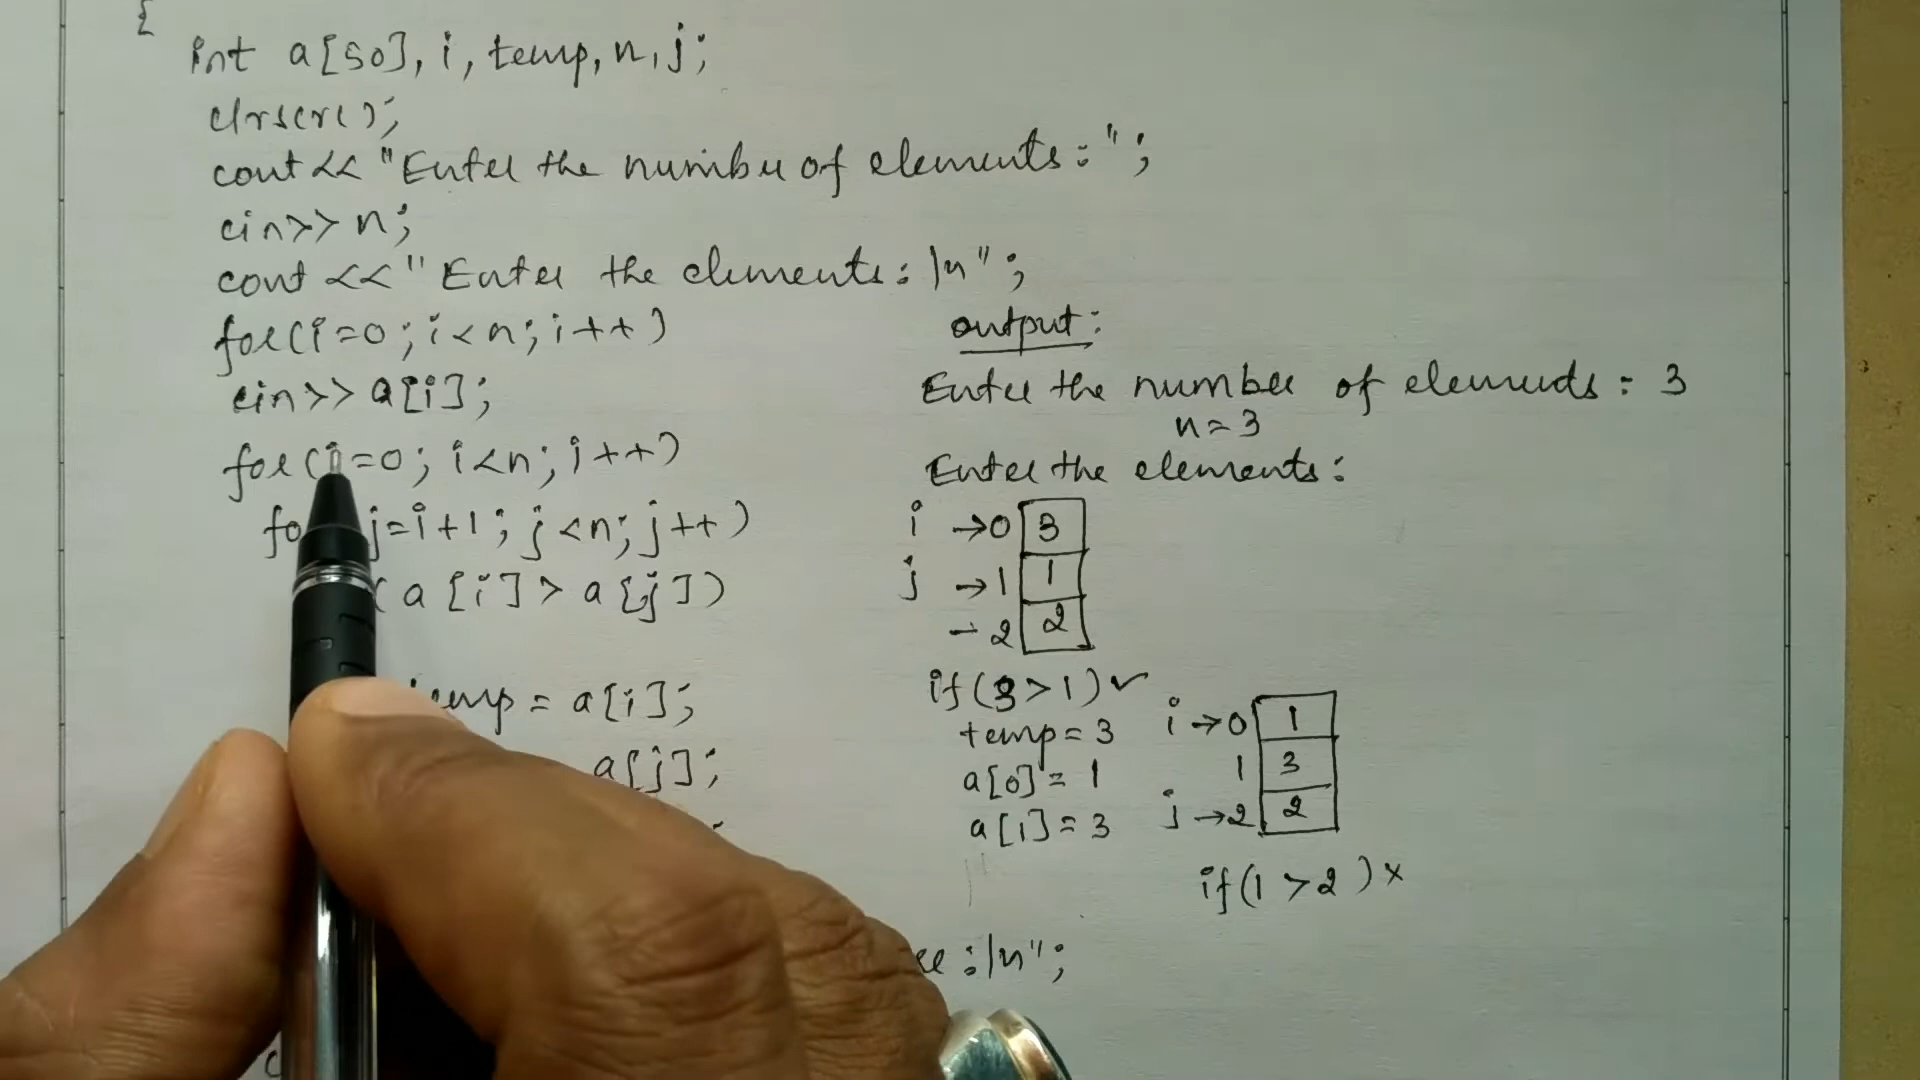 {
int a[50], i, temp, n, j;
clrscr();
cout<< "Enter the number of elements:";
cin>> n;
cout <<"Enter the elements:\n";
for(i=0; i<n; i++)
cin>> a[i];
for(i=0; i<n; i++)
j=i+1; j<n; j++)
(a[i]> a[j])
temp = a[i];
a[j];
:\n";
output:
Enter the number of elements: 3
n=3
Enter the elements:
i →0 3
j →1 1
– 2 2
if(3>1)✓
temp= 3
a[0]= 1
a[1]= 3
i →0 1
1 3
j →2 2
if(1 >2)×